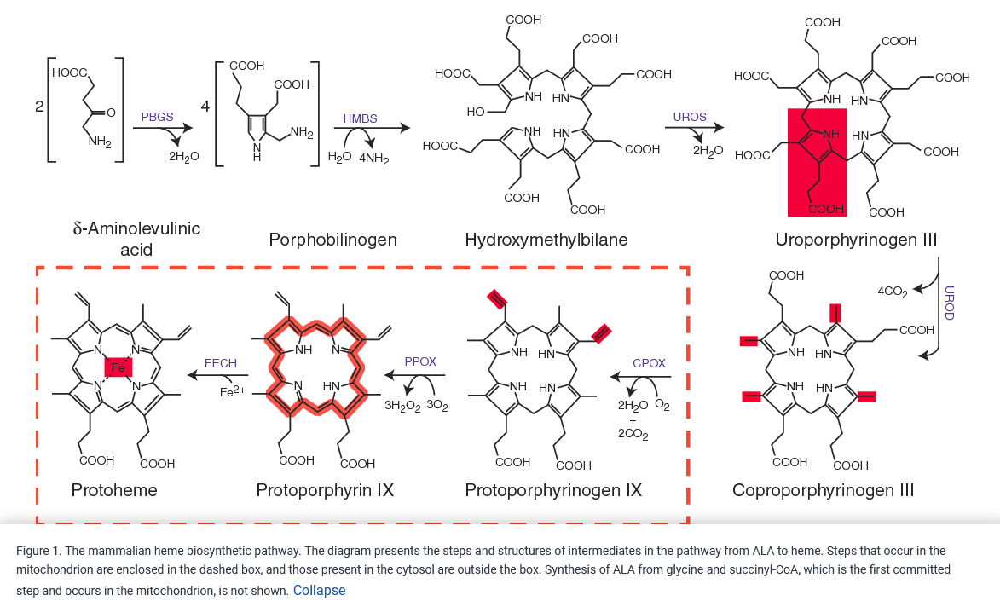 COOH
COOH
COOH
HOOC
NH
HN
HO
HOOC
NH
HN
COOH
COOH
COOH
COOH
COOH
HOOC
COOH
NH
HN
NH
HN
HOOC
COOH
COOH
COOH
2
HOOC
O
NH2
PBGS
2H2O
4
COOH
COOH
NH2
N
H
HMBS
H2O
4NH2
UROS
2H2O
δ-Aminolevulinic
acid
Porphobilinogen
Hydroxymethylbilane
Uroporphyrinogen III
4CO2
UROD
N
N
Fe
N
N
COOH
COOH
FECH
Fe2+
NH
N
N
HN
COOH
COOH
PPOX
3H2O2
3O2
NH
HN
NH
HN
COOH
COOH
CPOX
2H2O
O2
+
2CO2
COOH
COOH
NH
HN
NH
HN
COOH
COOH
Protoheme
Protoporphyrin IX
Protoporphyrinogen IX
Coproporphyrinogen III
Figure 1. The mammalian heme biosynthetic pathway. The diagram presents the steps and structures of intermediates in the pathway from ALA to heme. Steps that occur in the
mitochondrion are enclosed in the dashed box, and those present in the cytosol are outside the box. Synthesis of ALA from glycine and succinyl-CoA, which is the first committed
step and occurs in the mitochondrion, is not shown. Collapse